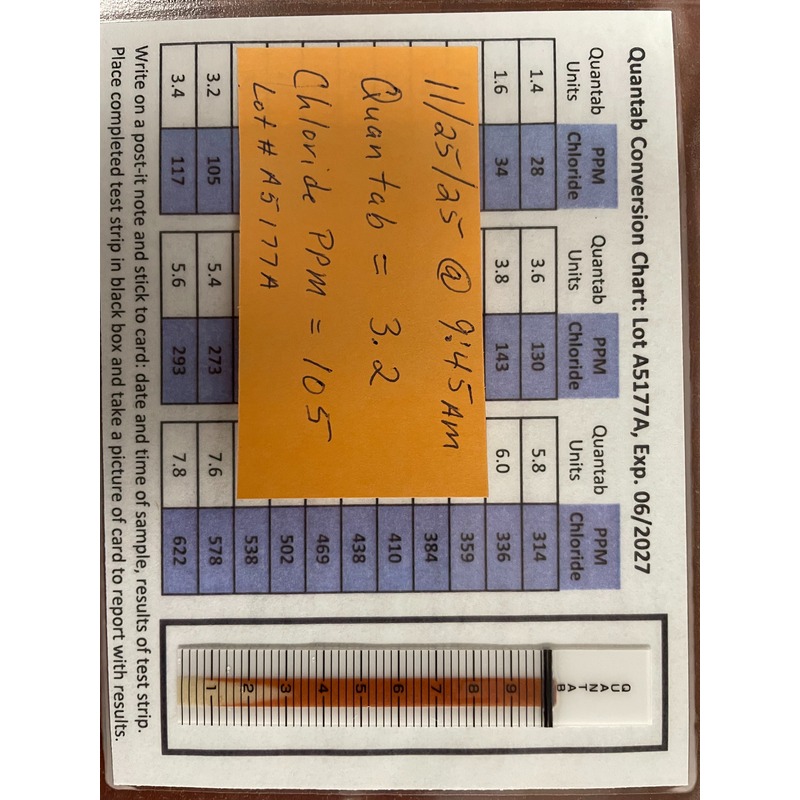 Quantab Conversion Chart: Lot A5177A, Exp. 06/2027
Quantab Units PPM Chloride Quantab Units PPM Chloride Quantab Units PPM Chloride
1.4 28 3.6 130 5.8 314
1.6 34 3.8 143 6.0 336
359
384
410
438
469
502
538
3.2 105 5.4 273 7.6 578
3.4 117 5.6 293 7.8 622
11/25/25 @ 9:45 AM
Quantab = 3.2
Chloride PPM = 105
Lot # A5177A
QUANTAB
9
8
7
6
5
4
3
2
1
Write on a post-it note and stick to card: date and time of sample, results of test strip.
Place completed test strip in black box and take a picture of card to report with results.